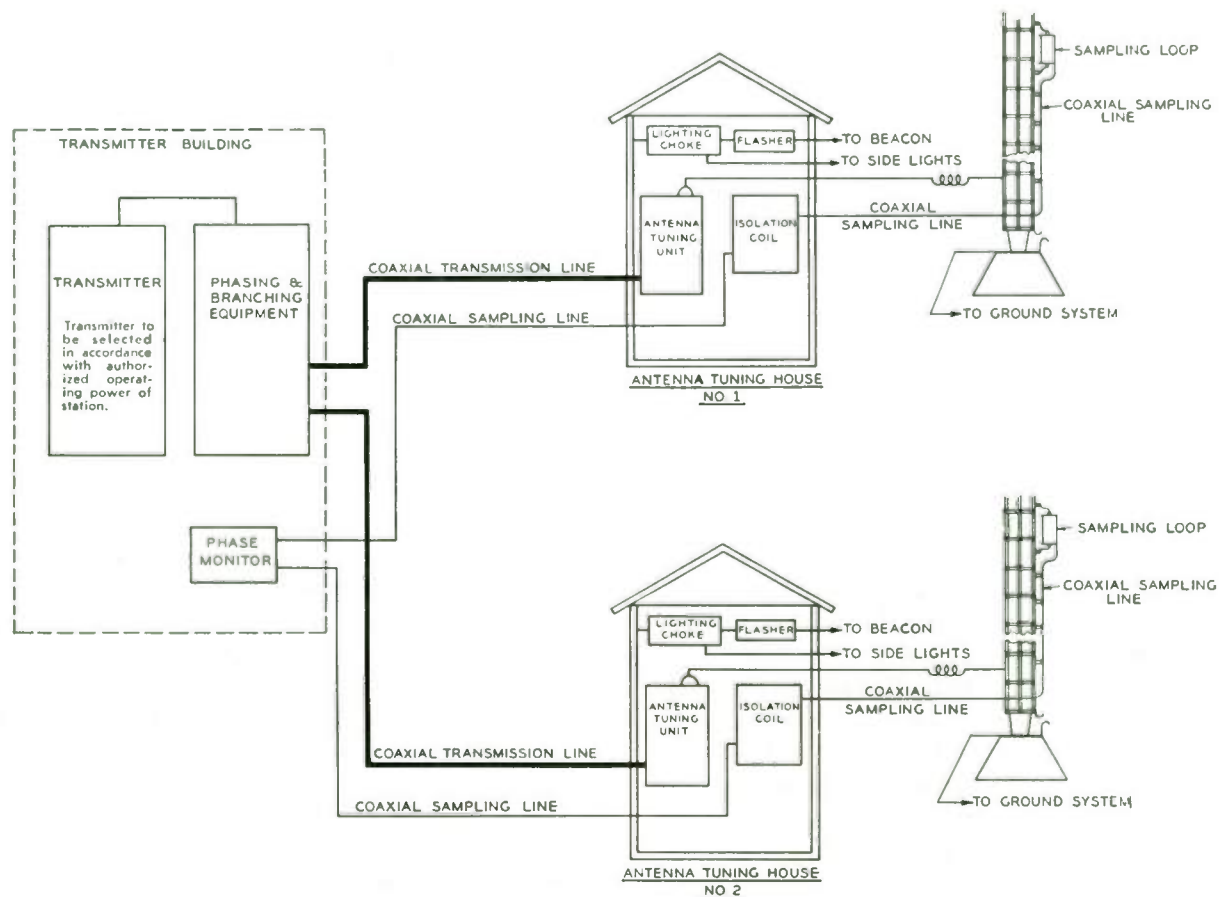 TRANSMITTER BUILDING
TRANSMITTER
Transmitter to
be selected
in accordance
with author-
ized operat-
ing power of
station.
PHASING &
BRANCHING
EQUIPMENT
PHASE
MONITOR
COAXIAL TRANSMISSION LINE
COAXIAL SAMPLING LINE
LIGHTING
CHOKE
FLASHER
TO BEACON
TO SIDE LIGHTS
ANTENNA
TUNING
UNIT
ISOLATION
COIL
COAXIAL
SAMPLING LINE
ANTENNA TUNING HOUSE
NO 1
SAMPLING LOOP
COAXIAL SAMPLING
LINE
TO GROUND SYSTEM
COAXIAL TRANSMISSION LINE
COAXIAL SAMPLING LINE
LIGHTING
CHOKE
FLASHER
TO BEACON
TO SIDE LIGHTS
ANTENNA
TUNING
UNIT
ISOLATION
COIL
COAXIAL
SAMPLING LINE
ANTENNA TUNING HOUSE
NO 2
SAMPLING LOOP
COAXIAL SAMPLING
LINE
TO GROUND SYSTEM